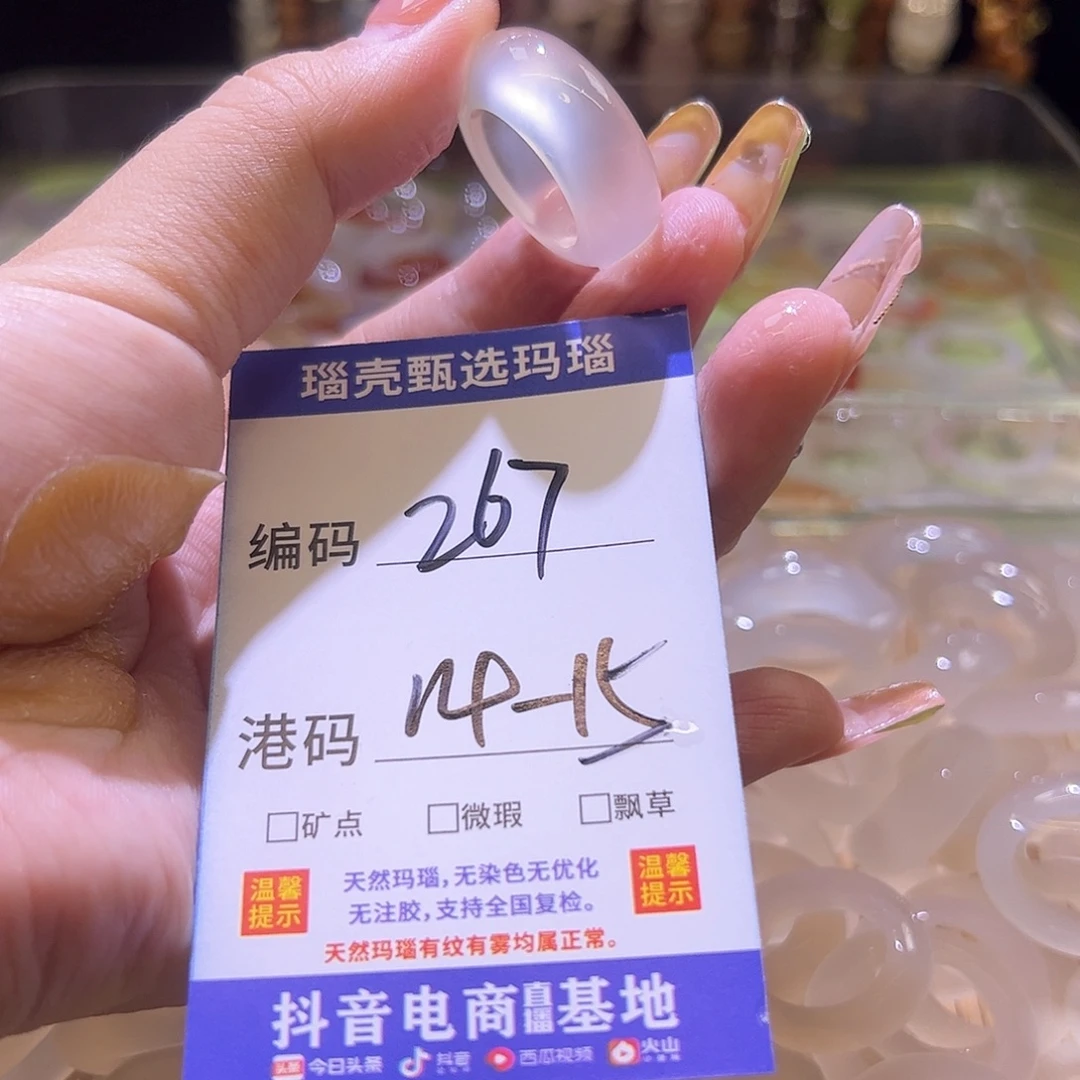 瑙壳甄选玛瑙
编码 267
港码 14-15
□矿点 □微瑕 □飘草
温馨提示
天然玛瑙,无染色无优化
无注胶,支持全国复检。
温馨提示
天然玛瑙有纹有雾均属正常。
抖音电商直播基地
头条 今日头条 抖音 西瓜视频 火山